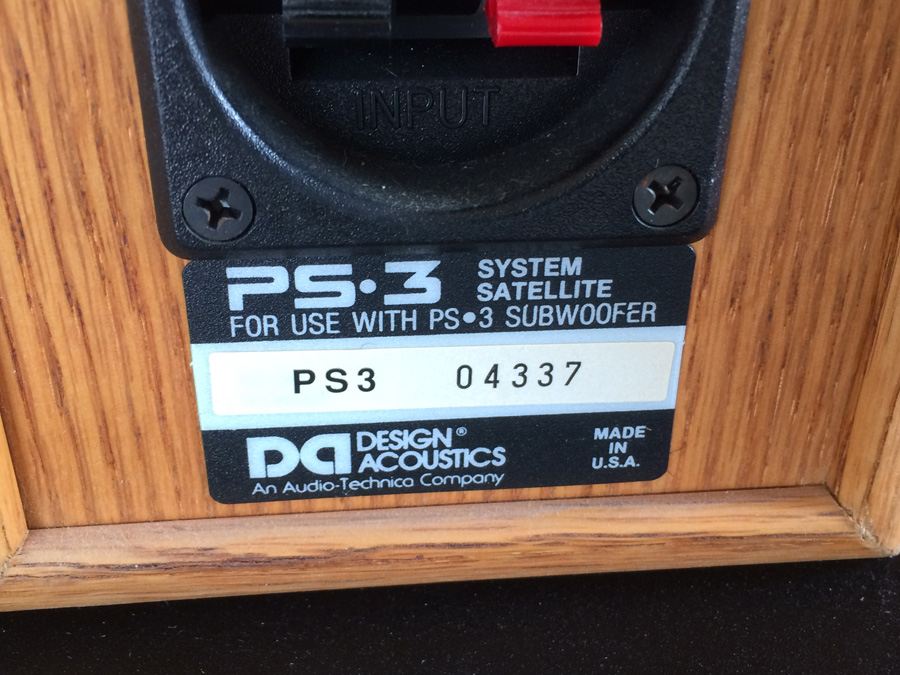 INPUT
PS•3 SYSTEM SATELLITE
FOR USE WITH PS•3 SUBWOOFER
PS3 04337
DA DESIGN® ACOUSTICS
An Audio-Technica Company
MADE IN U.S.A.